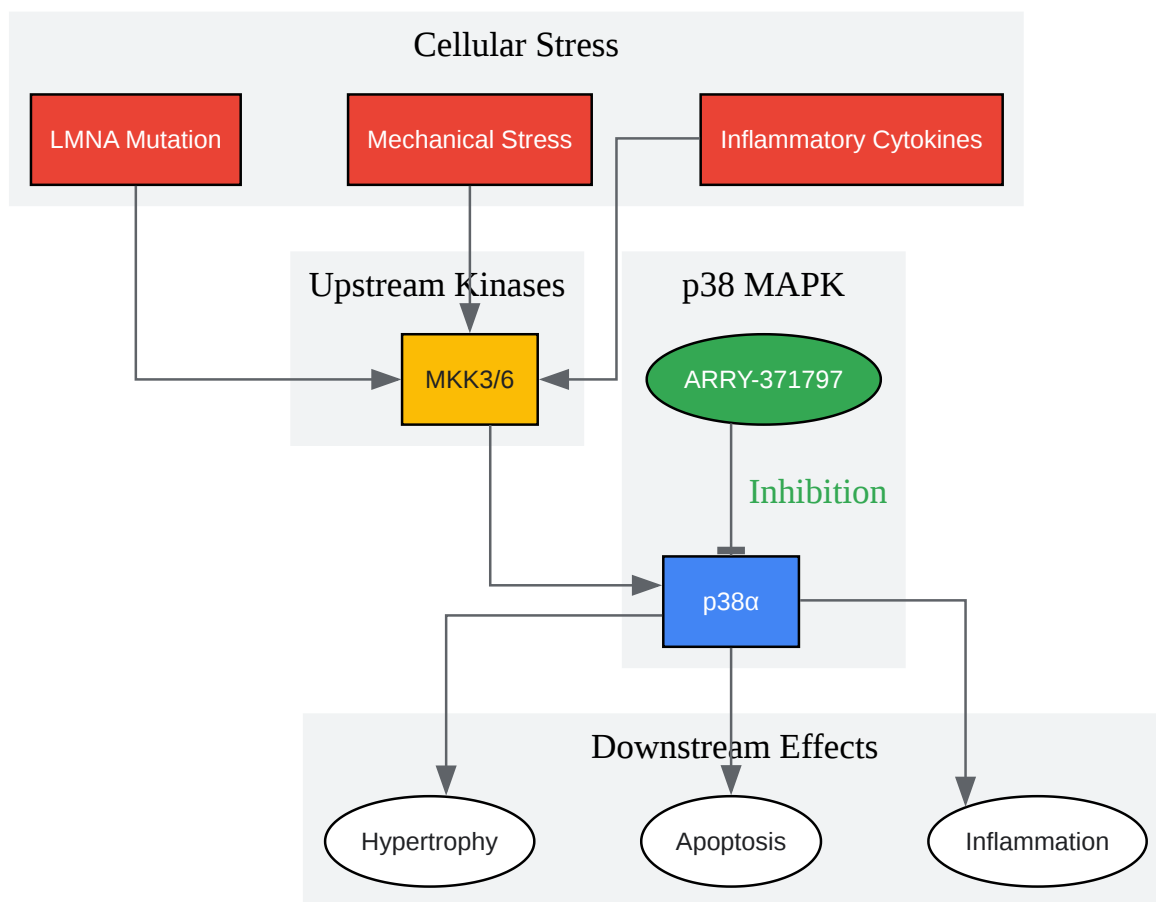 Cellular Stress
LMNA Mutation
Mechanical Stress
Inflammatory Cytokines
Upstream Kinases
p38 MAPK
MKK3/6
ARRY-371797
Inhibition
p38α
Downstream Effects
Hypertrophy
Apoptosis
Inflammation